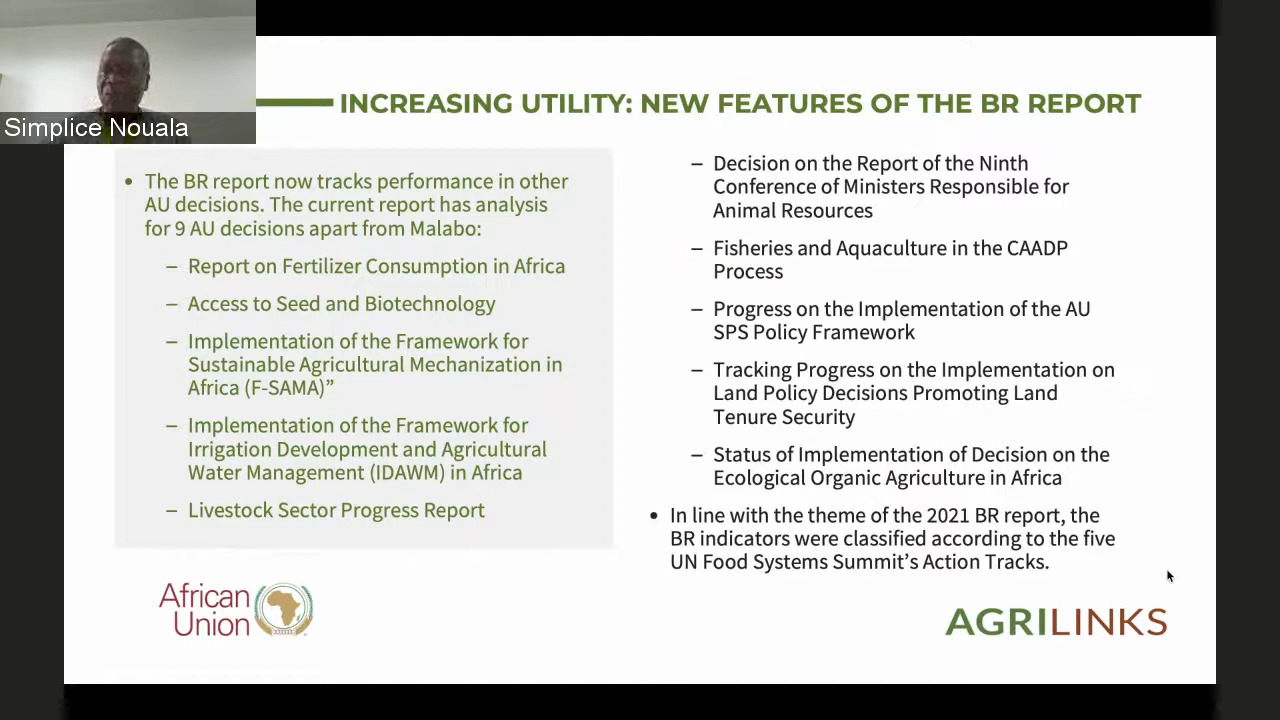 Simplice Nouala
INCREASING UTILITY: NEW FEATURES OF THE BR REPORT
• The BR report now tracks performance in other
AU decisions. The current report has analysis
for 9 AU decisions apart from Malabo:
– Report on Fertilizer Consumption in Africa
– Access to Seed and Biotechnology
– Implementation of the Framework for
Sustainable Agricultural Mechanization in
Africa (F-SAMA)”
– Implementation of the Framework for
Irrigation Development and Agricultural
Water Management (IDAWM) in Africa
– Livestock Sector Progress Report
– Decision on the Report of the Ninth
Conference of Ministers Responsible for
Animal Resources
– Fisheries and Aquaculture in the CAADP
Process
– Progress on the Implementation of the AU
SPS Policy Framework
– Tracking Progress on the Implementation on
Land Policy Decisions Promoting Land
Tenure Security
– Status of Implementation of Decision on the
Ecological Organic Agriculture in Africa
• In line with the theme of the 2021 BR report, the
BR indicators were classified according to the five
UN Food Systems Summit’s Action Tracks.
African
Union
AGRILINKS